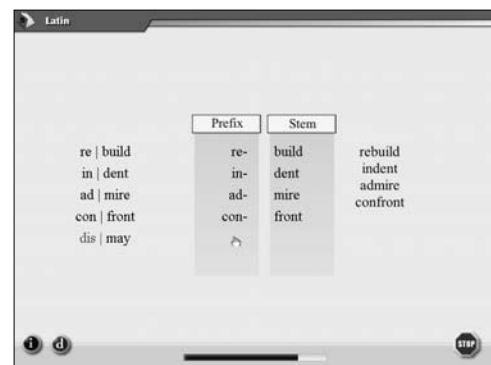 Latin
Prefix Stem
re | build re- build rebuild
in | dent in- dent indent
ad | mire ad- mire admire
con | front con- front confront
dis | may
i d STOP